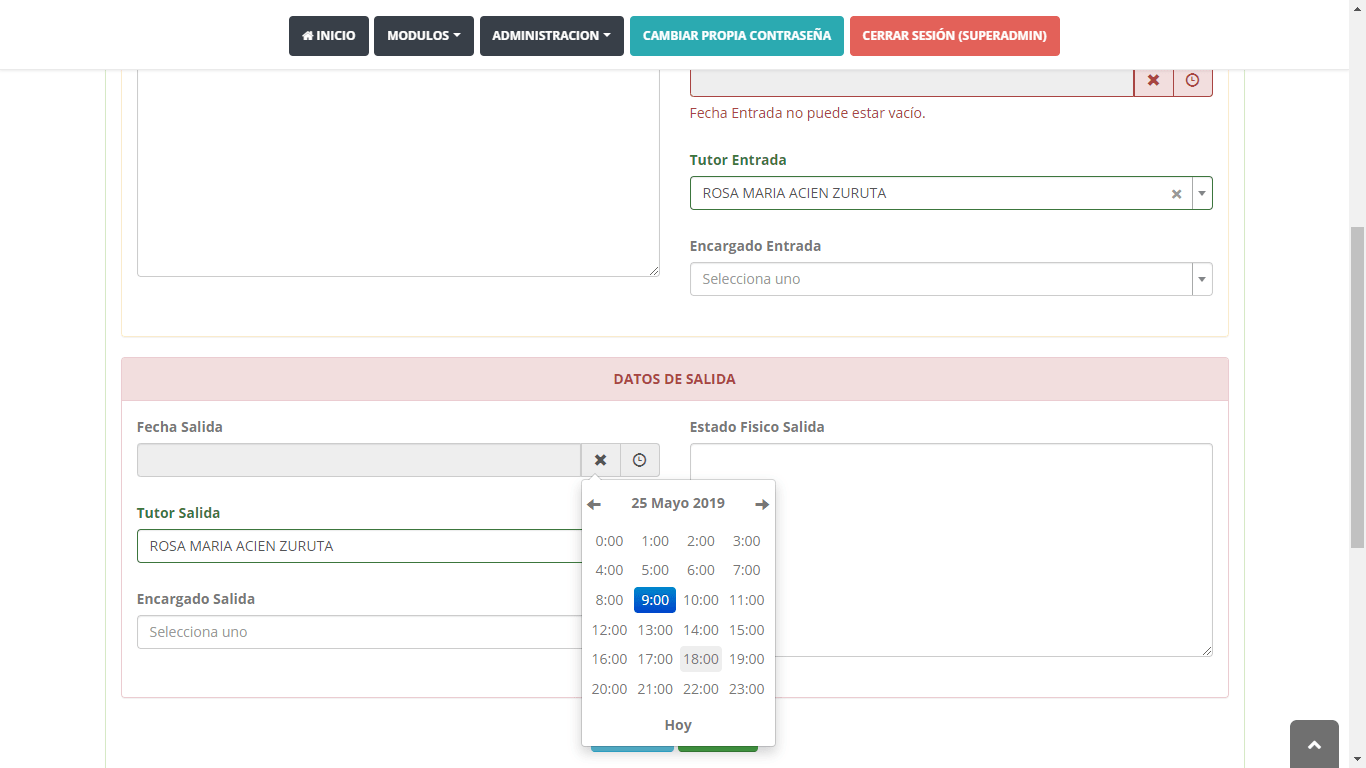 INICIO MODULOS ADMINISTRACION CAMBIAR PROPIA CONTRASEÑA CERRAR SESIÓN (SUPERADMIN)
Fecha Entrada no puede estar vacío.
Tutor Entrada
ROSA MARIA ACIEN ZURUTA
Encargado Entrada
Selecciona uno
DATOS DE SALIDA
Fecha Salida
Tutor Salida
ROSA MARIA ACIEN ZURUTA
Encargado Salida
Selecciona uno
Estado Fisico Salida
25 Mayo 2019
0:00 1:00 2:00 3:00
4:00 5:00 6:00 7:00
8:00 9:00 10:00 11:00
12:00 13:00 14:00 15:00
16:00 17:00 18:00 19:00
20:00 21:00 22:00 23:00
Hoy